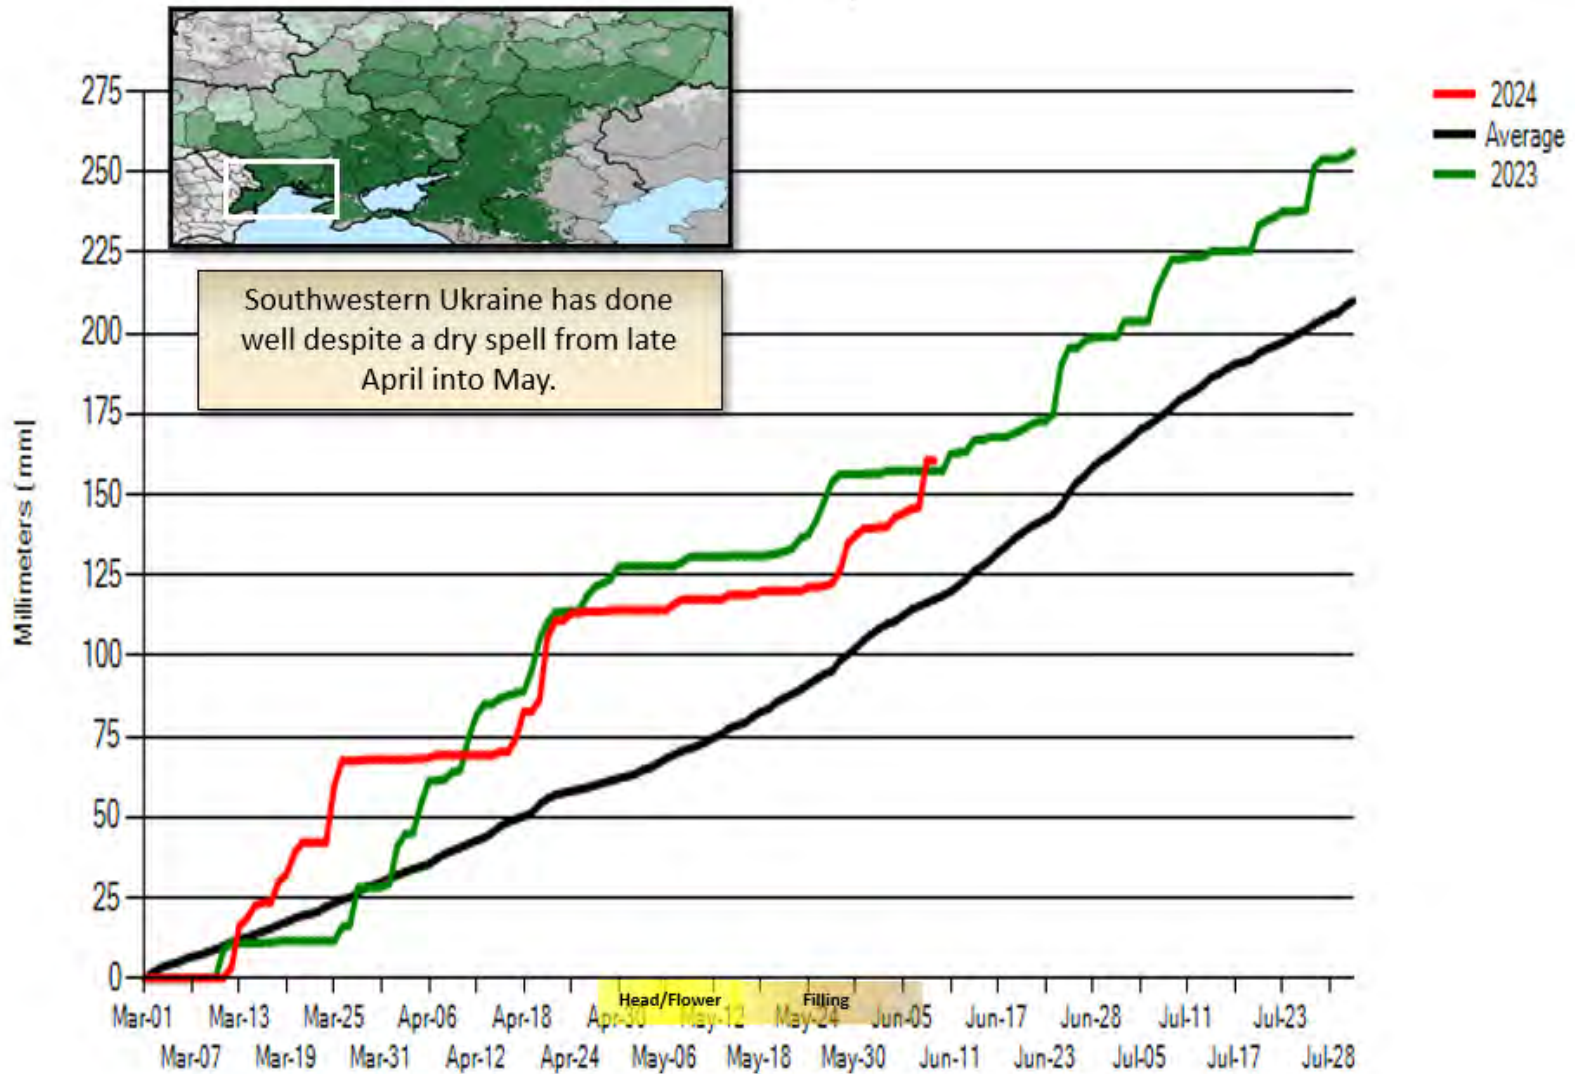 275
250
225
200
175
150
125
100
75
50
25
0
Millimeters (mm)
2024
Average
2023
Southwestern Ukraine has done
well despite a dry spell from late
April into May.
Head/Flower
Filling
Mar-01 Mar-13 Mar-25 Apr-06 Apr-18 Apr-30 May-12 May-24 Jun-05 Jun-17 Jun-28 Jul-11 Jul-23
Mar-07 Mar-19 Mar-31 Apr-12 Apr-24 May-06 May-18 May-30 Jun-11 Jun-23 Jul-05 Jul-17 Jul-28